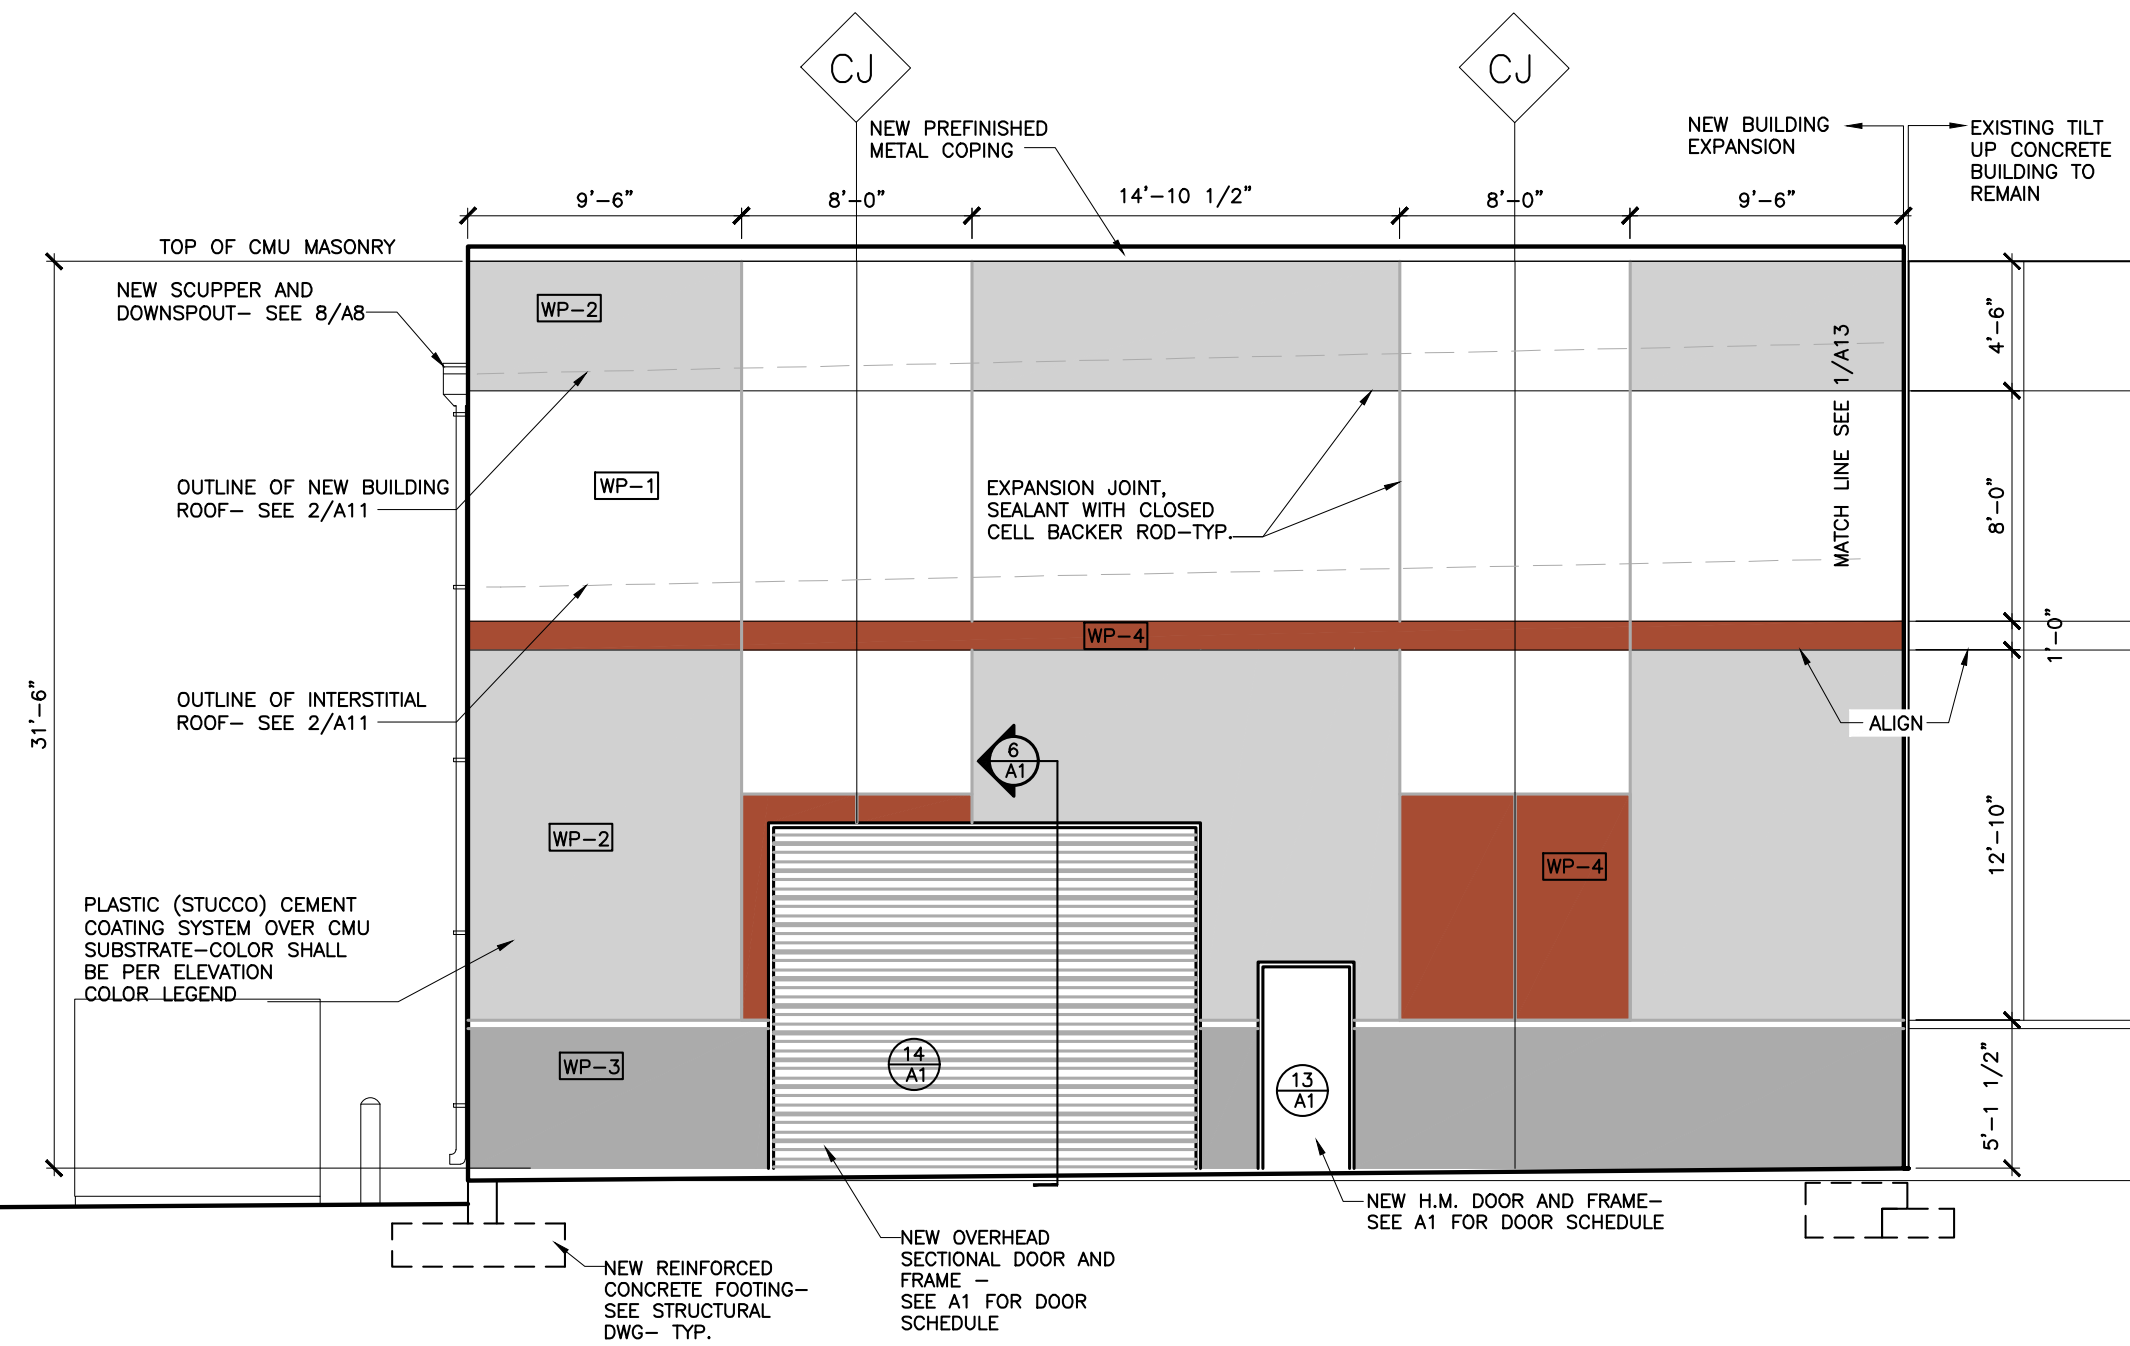 CJ
CJ
NEW PREFINISHED
METAL COPING
NEW BUILDING
EXPANSION
EXISTING TILT
UP CONCRETE
BUILDING TO
REMAIN
9'-6"
8'-0"
14'-10 1/2"
8'-0"
9'-6"
TOP OF CMU MASONRY
NEW SCUPPER AND
DOWNSPOUT- SEE 8/A8
WP-2
4'-6"
MATCH LINE SEE 1/A13
OUTLINE OF NEW BUILDING
ROOF- SEE 2/A11
WP-1
EXPANSION JOINT,
SEALANT WITH CLOSED
CELL BACKER ROD-TYP.
8'-0"
WP-4
1'-0"
31'-6"
OUTLINE OF INTERSTITIAL
ROOF- SEE 2/A11
ALIGN
6
A1
WP-2
WP-4
12'-10"
PLASTIC (STUCCO) CEMENT
COATING SYSTEM OVER CMU
SUBSTRATE-COLOR SHALL
BE PER ELEVATION
COLOR LEGEND
WP-3
14
A1
13
A1
5'-1 1/2"
NEW H.M. DOOR AND FRAME-
SEE A1 FOR DOOR SCHEDULE
NEW OVERHEAD
SECTIONAL DOOR AND
FRAME -
SEE A1 FOR DOOR
SCHEDULE
NEW REINFORCED
CONCRETE FOOTING-
SEE STRUCTURAL
DWG- TYP.